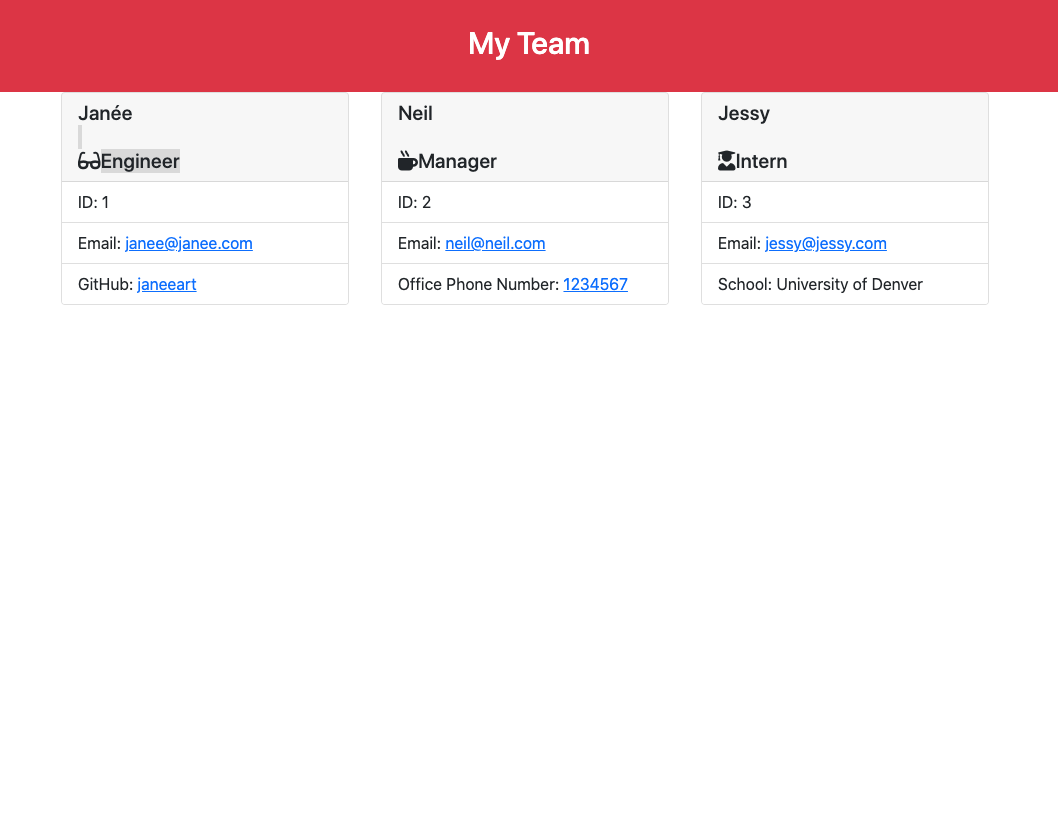 My Team
Janée
Engineer
ID: 1
Email: janee@janee.com
GitHub: janeeart
Neil
Manager
ID: 2
Email: neil@neil.com
Office Phone Number: 1234567
Jessy
Intern
ID: 3
Email: jessy@jessy.com
School: University of Denver